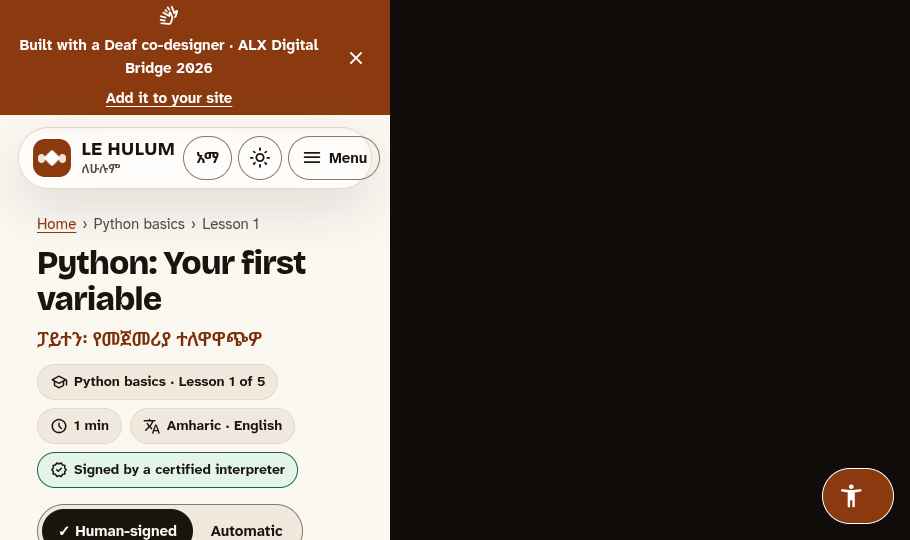 Built with a Deaf co-designer · ALX Digital
Bridge 2026
Add it to your site
LE HULUM
ለሁሉም
አማ
Menu
Home › Python basics › Lesson 1
Python: Your first
variable
ፓይተን፡ የመጀመሪያ ተለዋዋጭዎ
Python basics · Lesson 1 of 5
1 min
Amharic · English
Signed by a certified interpreter
✓ Human-signed
Automatic